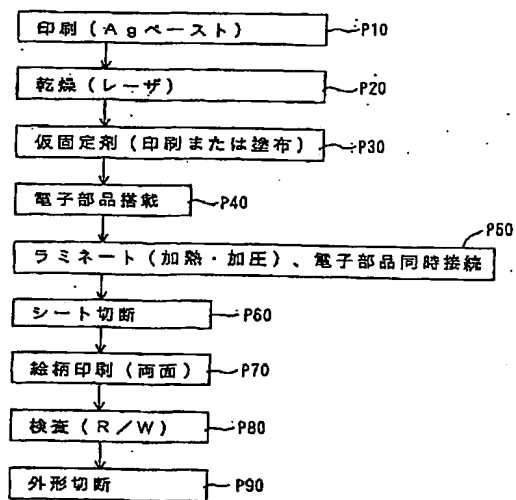 印刷（Agペースト） P10
乾燥（レーザ） P20
仮固定剤（印刷または塗布） P30
電子部品搭載 P40
P50
ラミネート（加熱・加圧）、電子部品同時接続
シート切断 P60
絵柄印刷（両面） P70
検査（R／W） P80
外形切断 P90